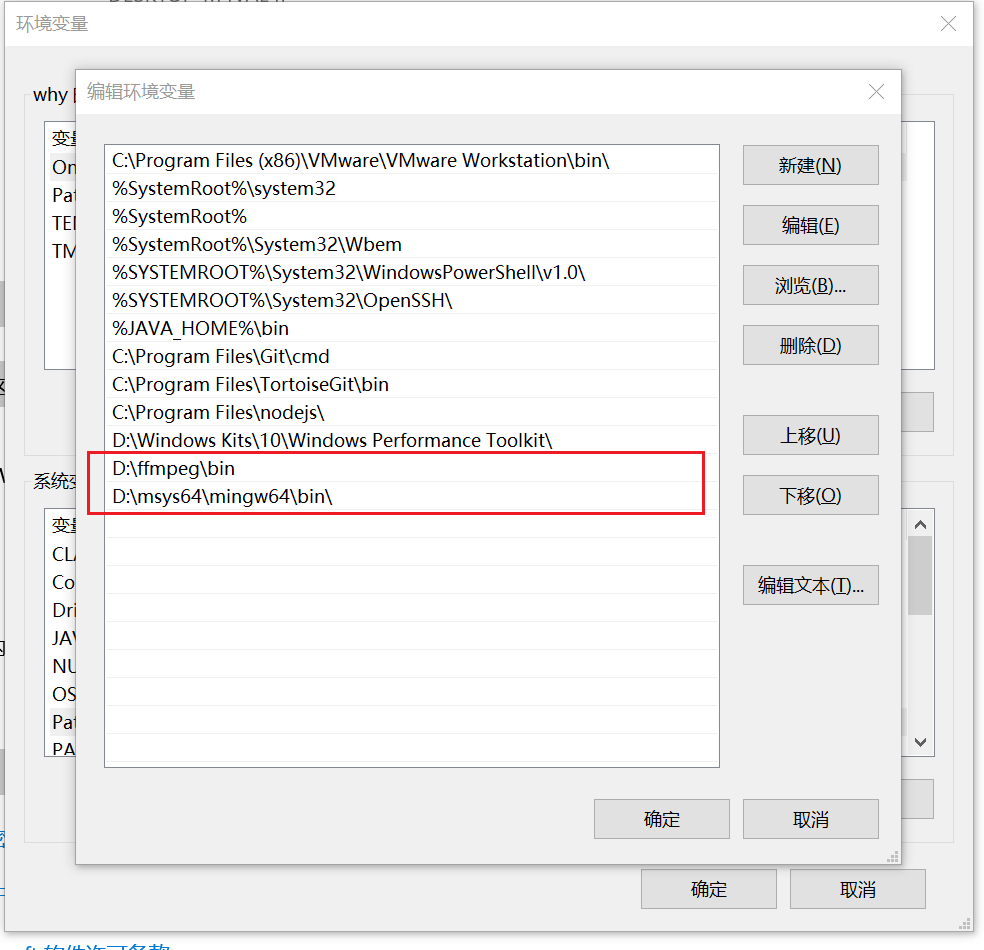 环境变量
编辑环境变量
why
变量
On
Pat
TEM
TM
C:\Program Files (x86)\VMware\VMware Workstation\bin\
%SystemRoot%\system32
%SystemRoot%
%SystemRoot%\System32\Wbem
%SYSTEMROOT%\System32\WindowsPowerShell\v1.0\
%SYSTEMROOT%\System32\OpenSSH\
%JAVA_HOME%\bin
C:\Program Files\Git\cmd
C:\Program Files\TortoiseGit\bin
C:\Program Files\nodejs\
D:\Windows Kits\10\Windows Performance Toolkit\
D:\ffmpeg\bin
D:\msys64\mingw64\bin\
新建(N)
编辑(E)
浏览(B)...
删除(D)
上移(U)
下移(O)
编辑文本(T)...
系统变
变量
CLA
Co
Dri
JAV
NU
OS
Pat
PA
确定
取消
确定
取消